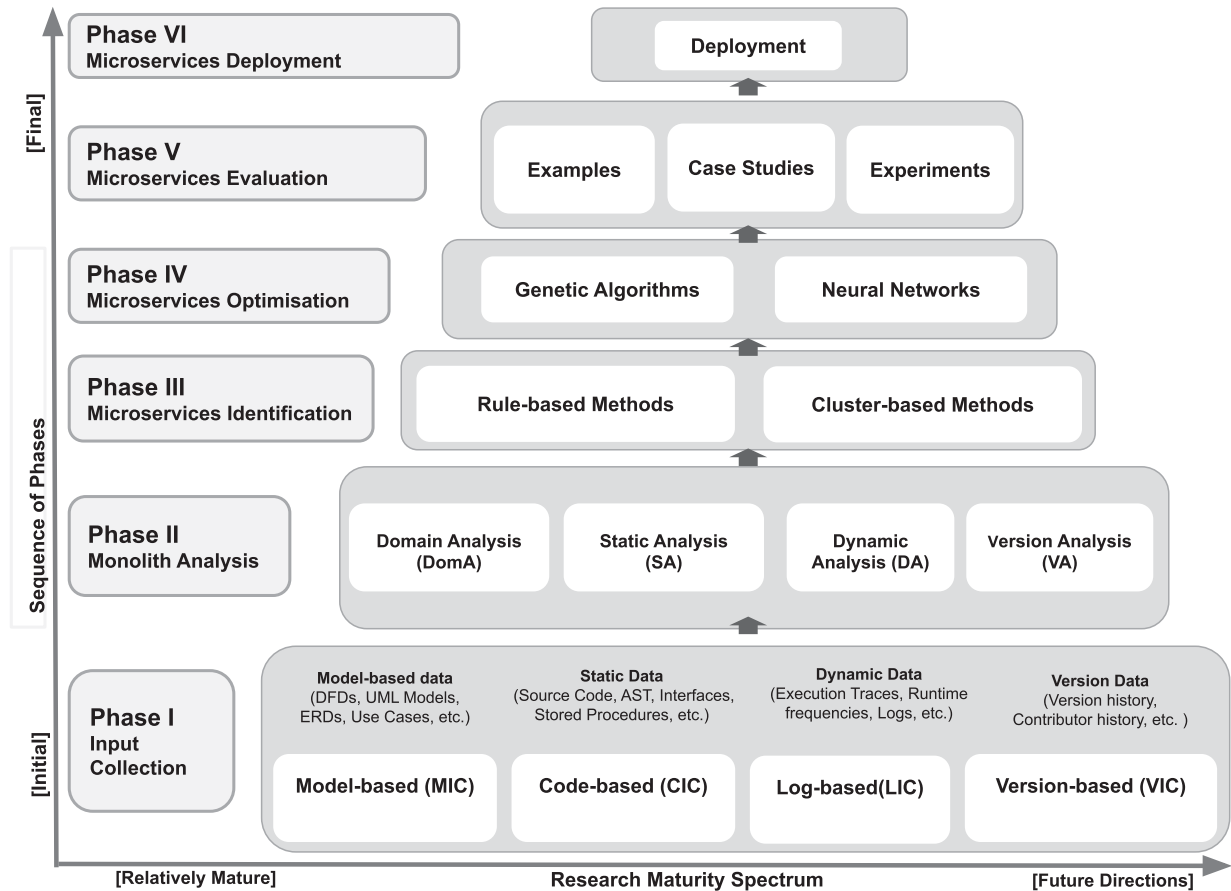 Phase VI
Microservices Deployment
Deployment
[Final]
Phase V
Microservices Evaluation
Examples
Case Studies
Experiments
Phase IV
Microservices Optimisation
Genetic Algorithms
Neural Networks
Phase III
Microservices Identification
Rule-based Methods
Cluster-based Methods
Sequence of Phases
Phase II
Monolith Analysis
Domain Analysis
(DomA)
Static Analysis
(SA)
Dynamic
Analysis (DA)
Version Analysis
(VA)
[Initial]
Phase I
Input
Collection
Model-based data
(DFDs, UML Models,
ERDs, Use Cases, etc.)
Static Data
(Source Code, AST, Interfaces,
Stored Procedures, etc.)
Dynamic Data
(Execution Traces, Runtime
frequencies, Logs, etc.)
Version Data
(Version history,
Contributor history, etc. )
Model-based (MIC)
Code-based (CIC)
Log-based(LIC)
Version-based (VIC)
[Relatively Mature]
Research Maturity Spectrum
[Future Directions]